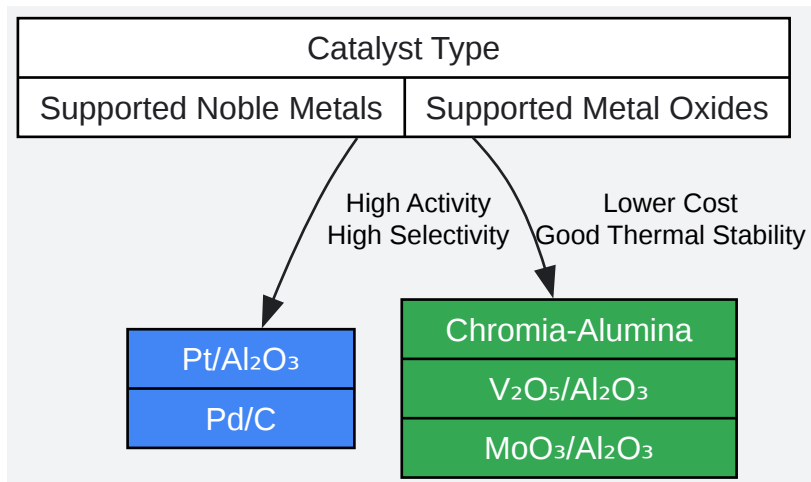 Catalyst Type
Supported Noble Metals
Supported Metal Oxides
High Activity
High Selectivity
Lower Cost
Good Thermal Stability
Pt/Al₂O₃
Pd/C
Chromia-Alumina
V₂O₅/Al₂O₃
MoO₃/Al₂O₃